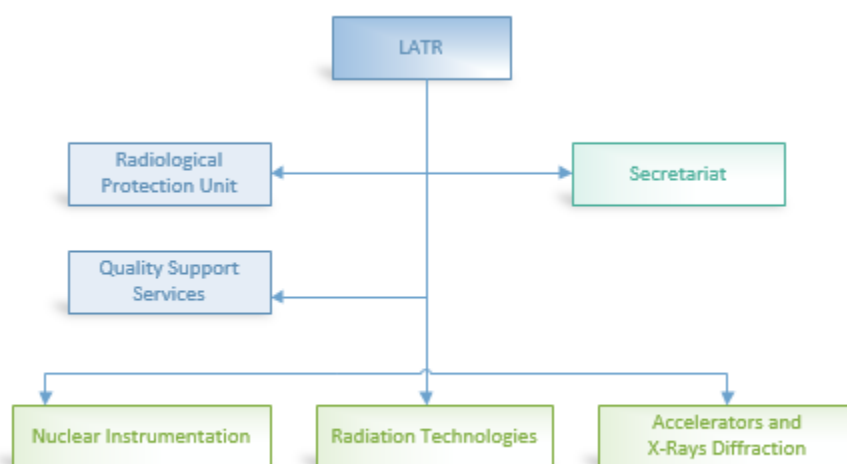 LATR
Radiological
Protection Unit
Secretariat
Quality Support
Services
Nuclear Instrumentation
Radiation Technologies
Accelerators and
X-Rays Diffraction